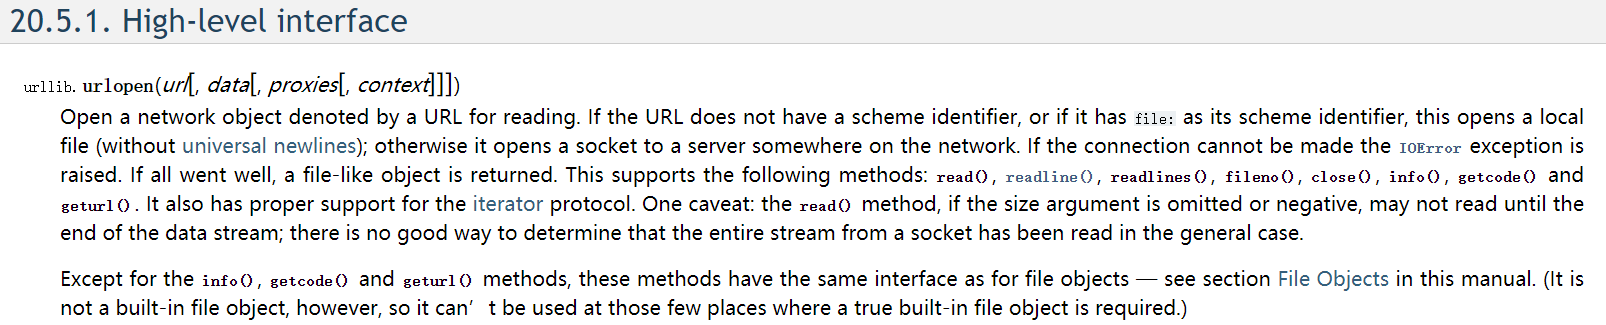 20.5.1. High-level interface
urllib.urlopen(url[, data[, proxies[, context]]])
Open a network object denoted by a URL for reading. If the URL does not have a scheme identifier, or if it has file: as its scheme identifier, this opens a local
file (without universal newlines); otherwise it opens a socket to a server somewhere on the network. If the connection cannot be made the IOError exception is
raised. If all went well, a file-like object is returned. This supports the following methods: read(), readline(), readlines(), fileno(), close(), info(), getcode() and
geturl(). It also has proper support for the iterator protocol. One caveat: the read() method, if the size argument is omitted or negative, may not read until the
end of the data stream; there is no good way to determine that the entire stream from a socket has been read in the general case.
Except for the info(), getcode() and geturl() methods, these methods have the same interface as for file objects — see section File Objects in this manual. (It is
not a built-in file object, however, so it can’t be used at those few places where a true built-in file object is required.)